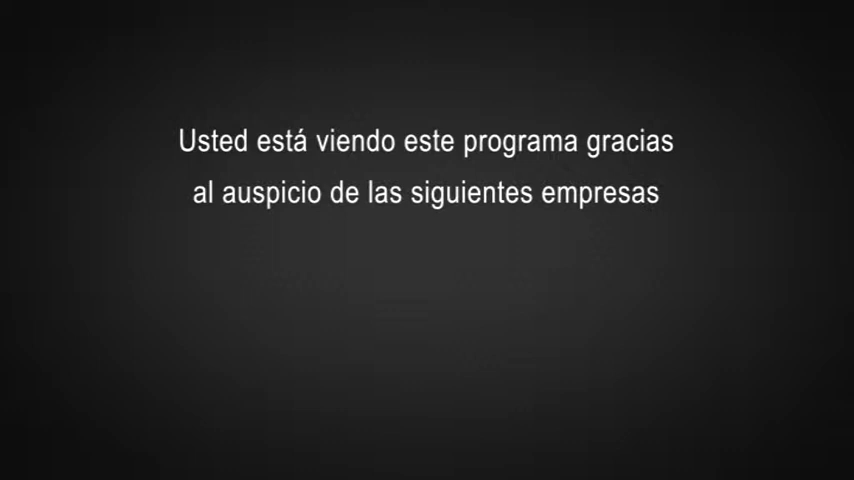 Usted está viendo este programa gracias
al auspicio de las siguientes empresas